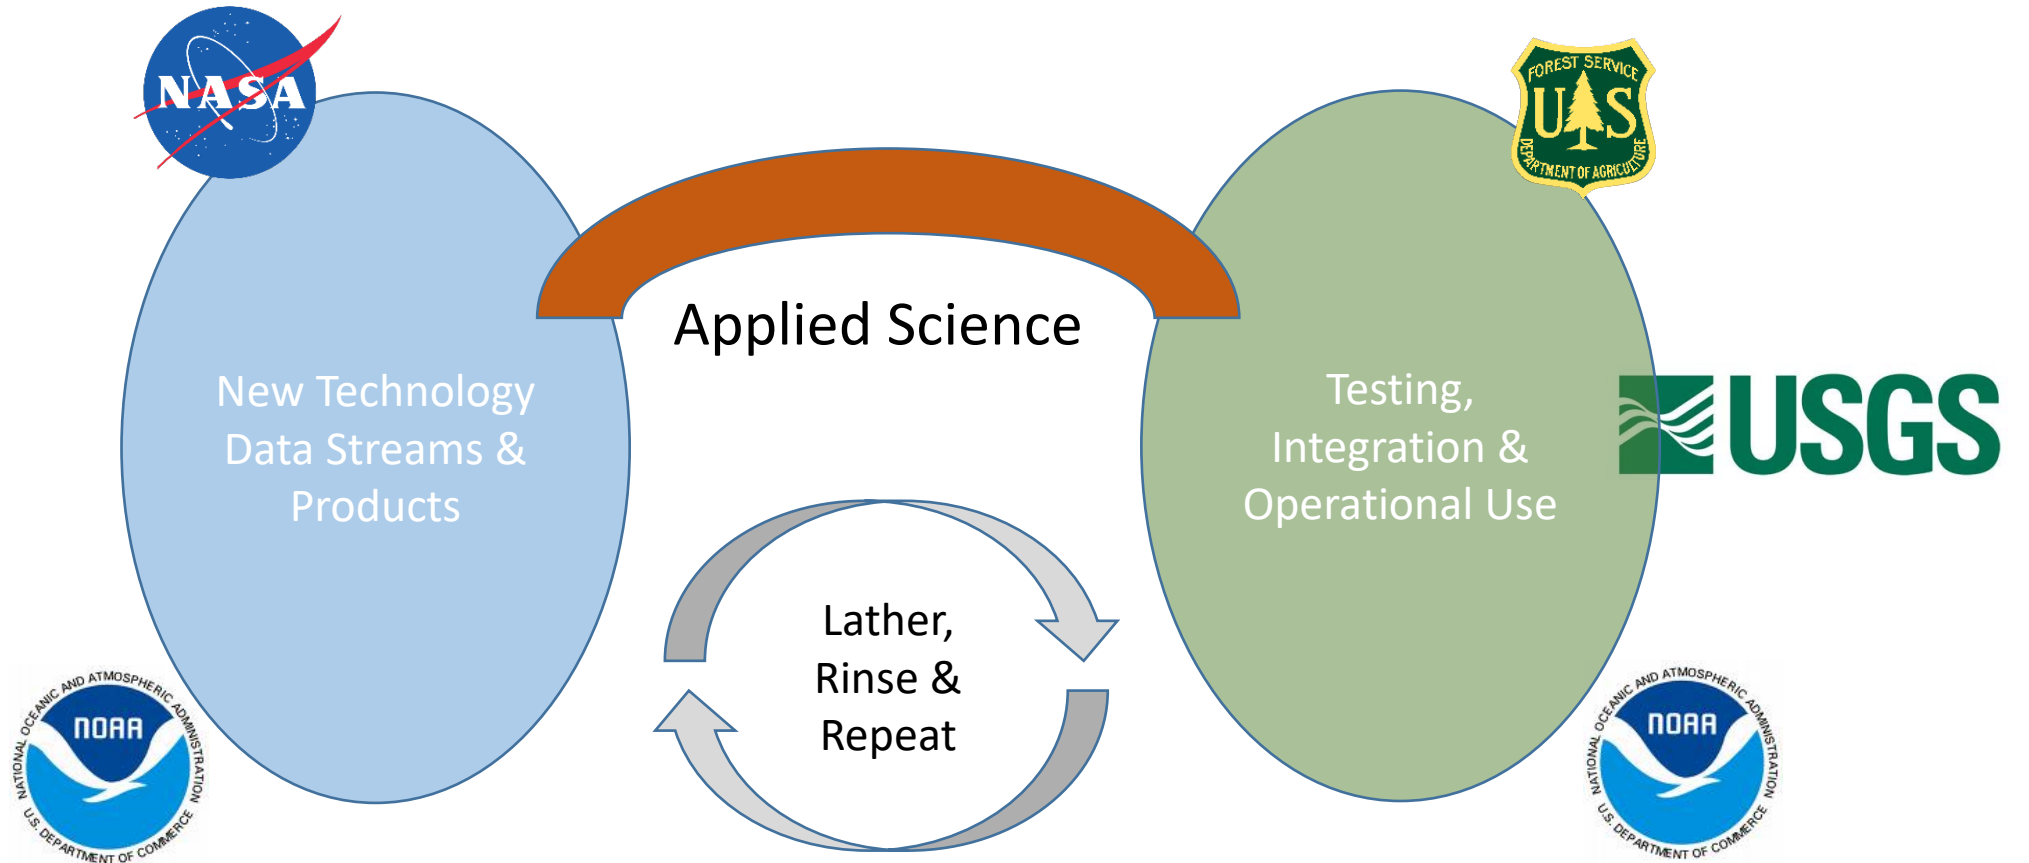 NASA
FOREST SERVICE
U S
DEPARTMENT OF AGRICULTURE
Applied Science
New Technology
Data Streams &
Products
Testing,
Integration &
Operational Use
USGS
Lather,
Rinse &
Repeat
NATIONAL OCEANIC AND ATMOSPHERIC ADMINISTRATION
NOAA
U.S. DEPARTMENT OF COMMERCE
NATIONAL OCEANIC AND ATMOSPHERIC ADMINISTRATION
NOAA
U.S. DEPARTMENT OF COMMERCE